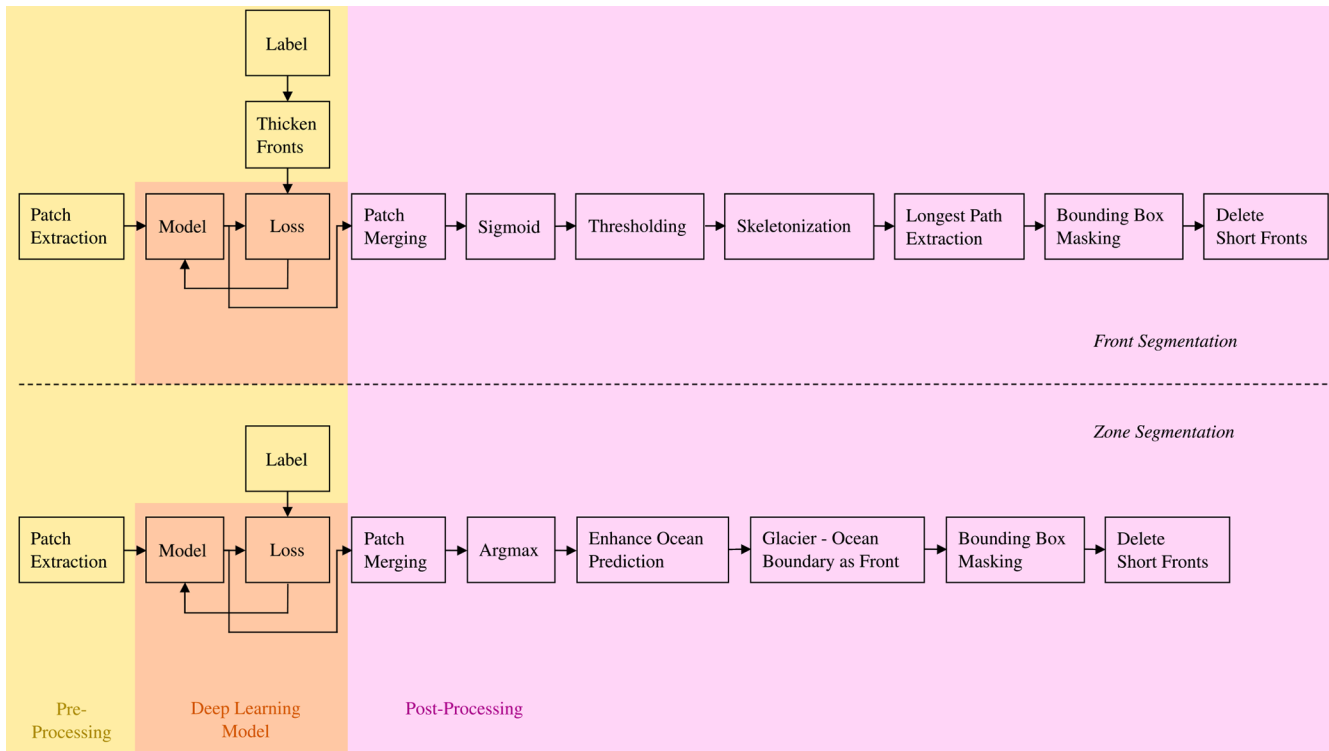 Label
Thicken
Fronts
Patch
Extraction
Model
Loss
Patch
Merging
Sigmoid
Thresholding
Skeletonization
Longest Path
Extraction
Bounding Box
Masking
Delete
Short Fronts
Front Segmentation
Zone Segmentation
Label
Patch
Extraction
Model
Loss
Patch
Merging
Argmax
Enhance Ocean
Prediction
Glacier - Ocean
Boundary as Front
Bounding Box
Masking
Delete
Short Fronts
Pre-
Processing
Deep Learning
Model
Post-Processing